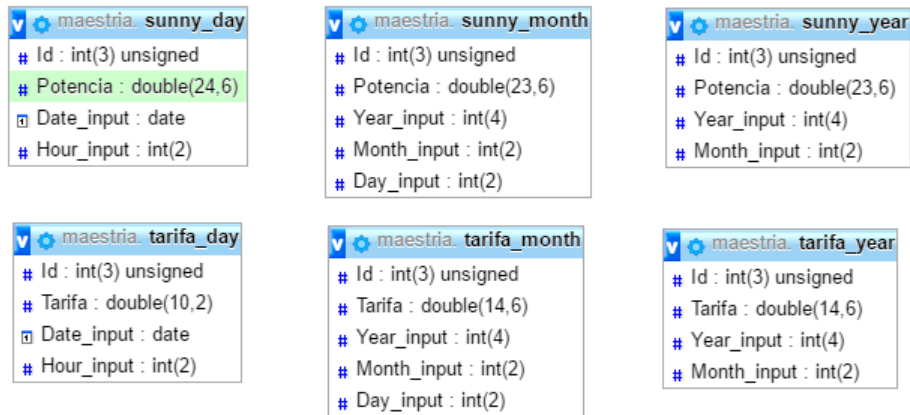 maestria. sunny_day
# Id : int(3) unsigned
# Potencia : double(24,6)
Date_input : date
# Hour_input : int(2)
maestria. sunny_month
# Id : int(3) unsigned
# Potencia : double(23,6)
# Year_input : int(4)
# Month_input : int(2)
# Day_input : int(2)
maestria. sunny_year
# Id : int(3) unsigned
# Potencia : double(23,6)
# Year_input : int(4)
# Month_input : int(2)
maestria. tarifa_day
# Id : int(3) unsigned
# Tarifa : double(10,2)
Date_input : date
# Hour_input : int(2)
maestria. tarifa_month
# Id : int(3) unsigned
# Tarifa : double(14,6)
# Year_input : int(4)
# Month_input : int(2)
# Day_input : int(2)
maestria. tarifa_year
# Id : int(3) unsigned
# Tarifa : double(14,6)
# Year_input : int(4)
# Month_input : int(2)